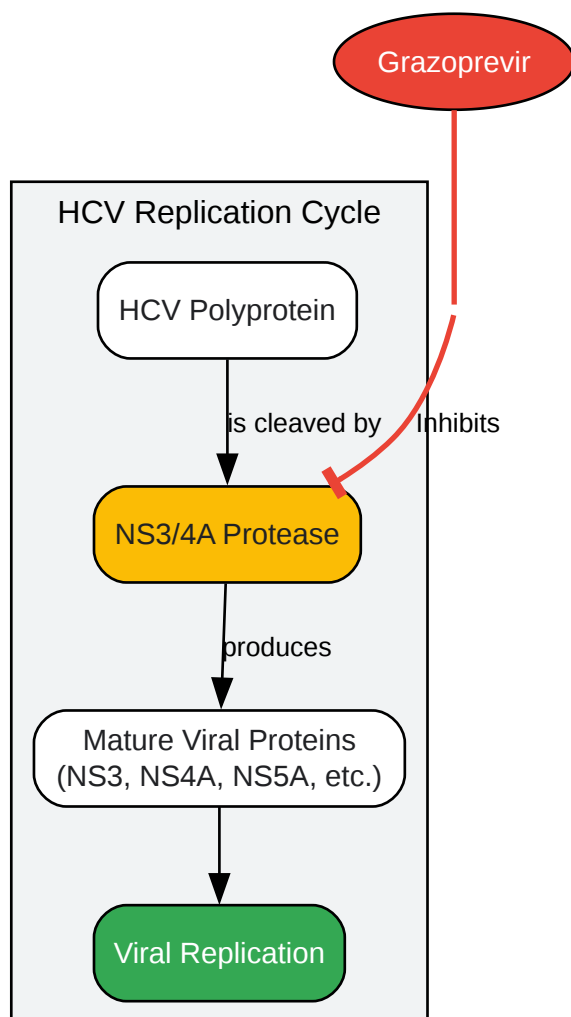 Grazoprevir
HCV Replication Cycle
HCV Polyprotein
is cleaved by
Inhibits
NS3/4A Protease
produces
Mature Viral Proteins
(NS3, NS4A, NS5A, etc.)
Viral Replication